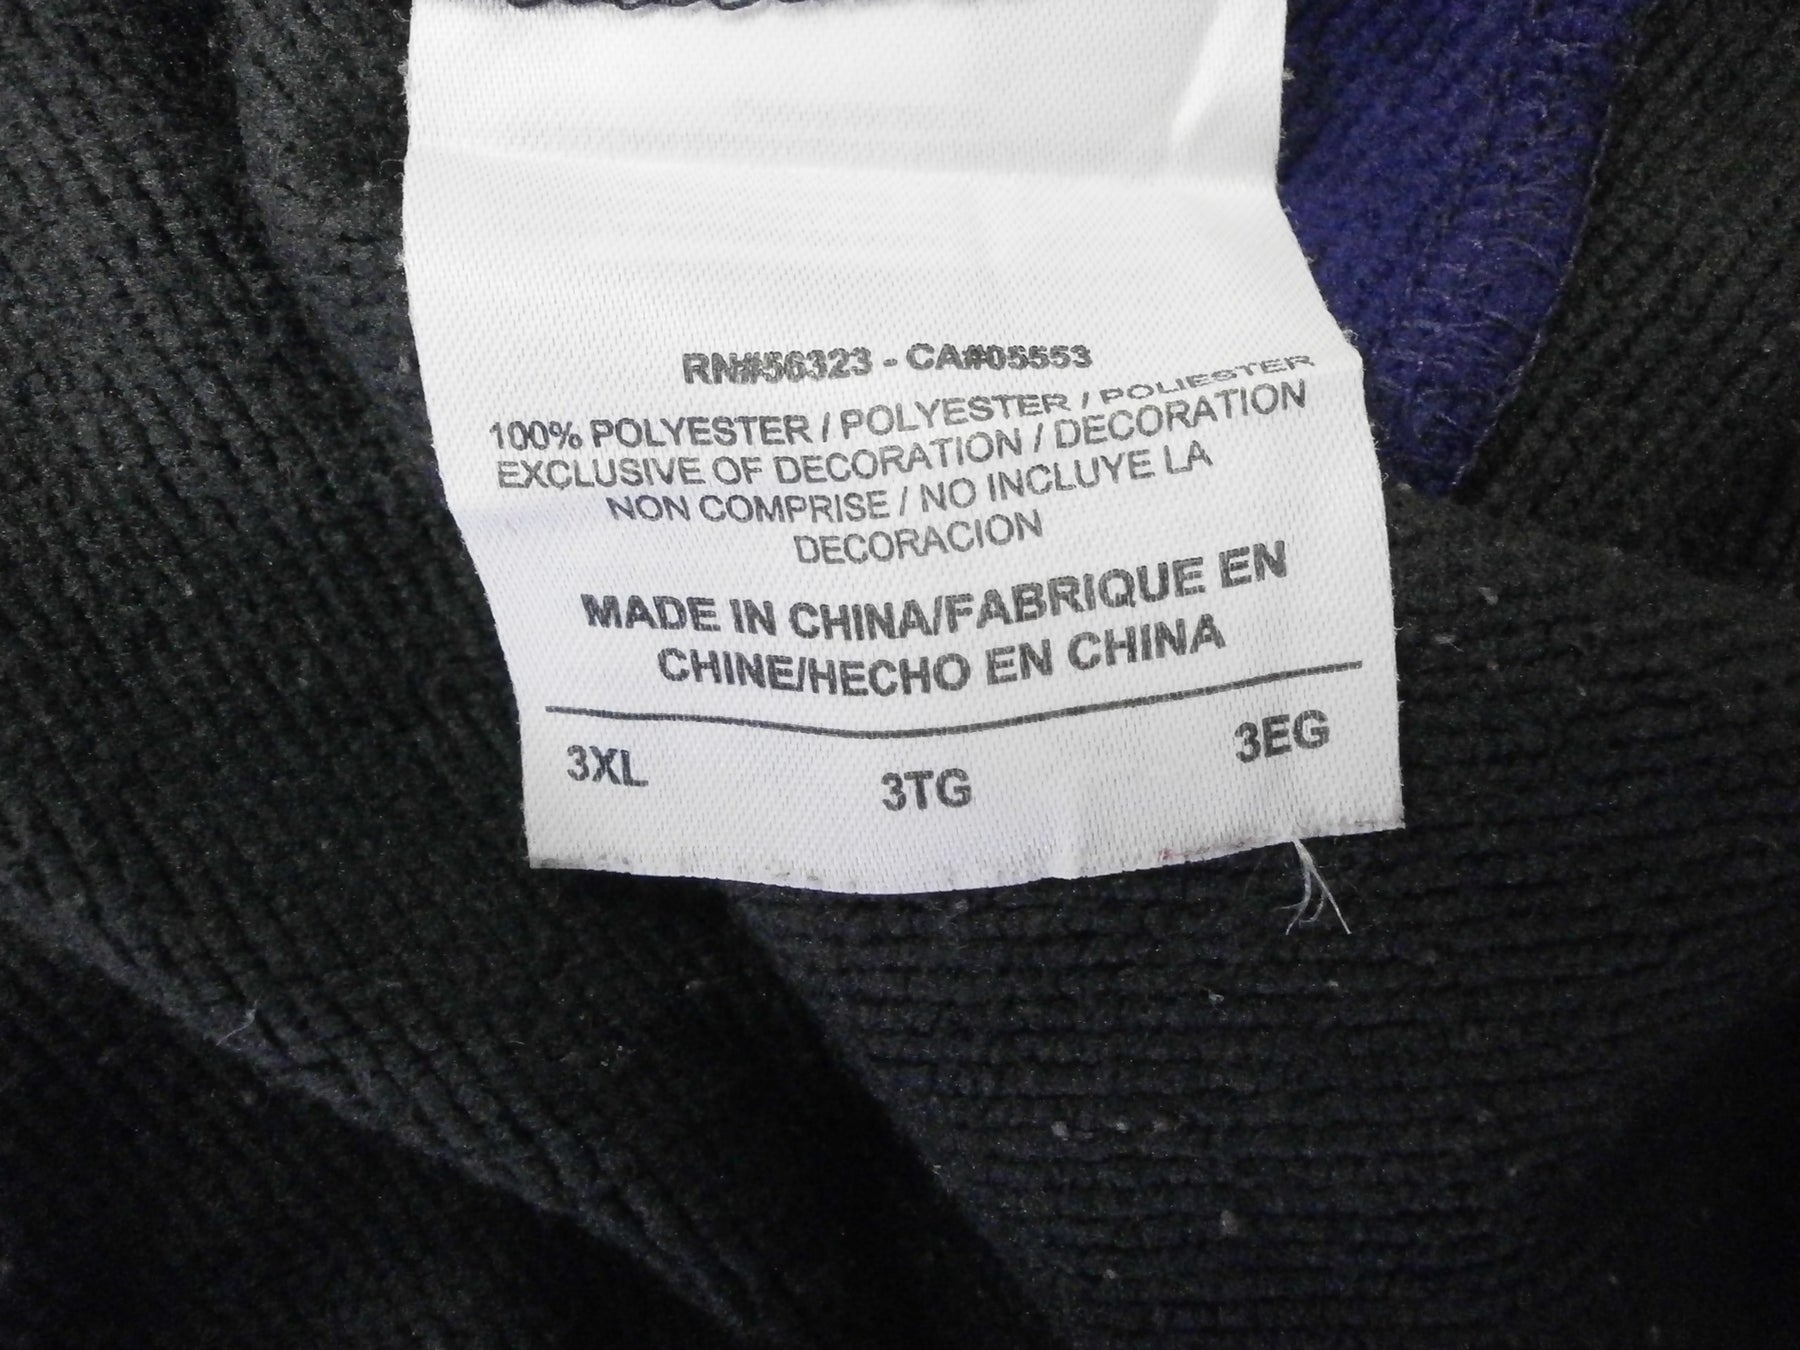 RN#56323 - CA#05553
100% POLYESTER / POLYESTER / POLIESTER
EXCLUSIVE OF DECORATION / DECORATION
NON COMPRISE / NO INCLUYE LA
DECORACION
MADE IN CHINA/FABRIQUE EN
CHINE/HECHO EN CHINA
3XL 3TG 3EG